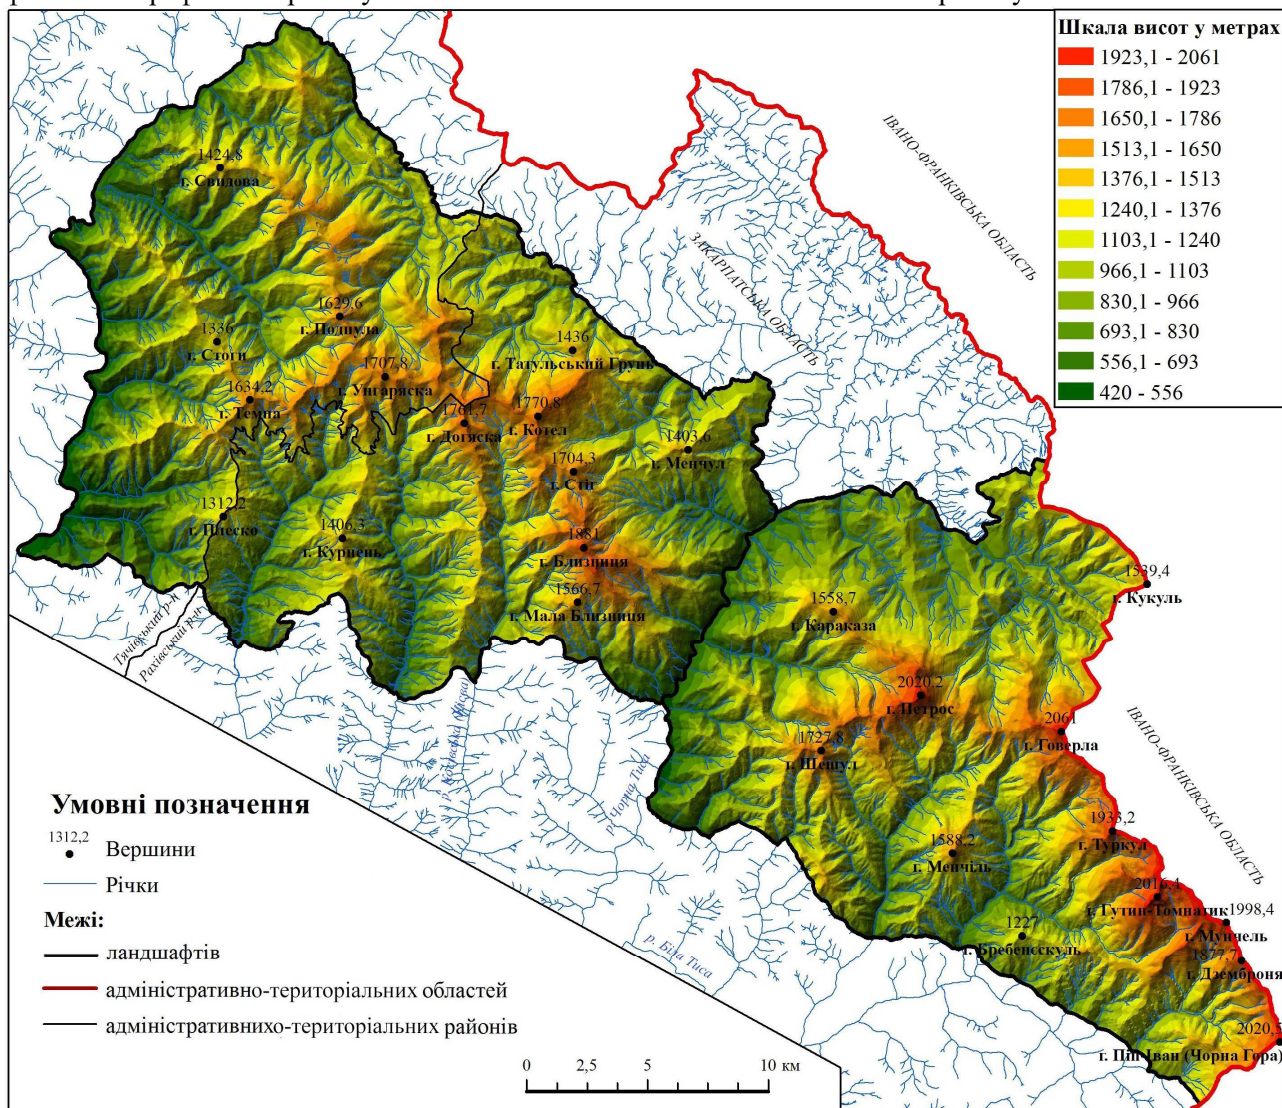 Шкала висот у метрах
1923,1 - 2061
1786,1 - 1923
1650,1 - 1786
1513,1 - 1650
1376,1 - 1513
1240,1 - 1376
1103,1 - 1240
966,1 - 1103
830,1 - 966
693,1 - 830
556,1 - 693
420 - 556
ІВАНО-ФРАНКІВСЬКА ОБЛАСТЬ
ЗАКАРПАТСЬКА ОБЛАСТЬ
1424,8
г. Свидова
1629,6
г. Подпула
1336
г. Стоги
1436
г. Татульський Грунь
1707,8
г. Унгаряска
1634,2
г. Темпа
1761,7
г. Догяска
1770,8
г. Котел
1403,6
г. Менчул
1704,3
г. Стіг
1312,2
г. Плеско
1406,3
г. Курпень
1881
г. Близниця
1566,7
г. Мала Близниця
1539,4
г. Кукуль
1558,7
г. Караказа
Тячівський р-н
Рахівський р-н
2020,2
г. Петрос
2061
г. Говерла
1727,8
г. Шешул
ІВАНО-ФРАНКІВСЬКА ОБЛАСТЬ
р. Чорна Тиса
1933,2
г. Туркул
1588,2
г. Менчіль
2016,4
г. Гутин-Томнатик
1998,4
г. Мунчель
1227
г. Бребенєскуль
1877,7
г. Дземброня
р. Біла Тиса
2020,5
г. Піп-Іван (Чорна Гора)
Умовні позначення
1312,2
Вершини
Річки
Межі:
ландшафтів
адміністративно-територіальних областей
адміністративнихо-територіальних районів
0 2,5 5 10 км